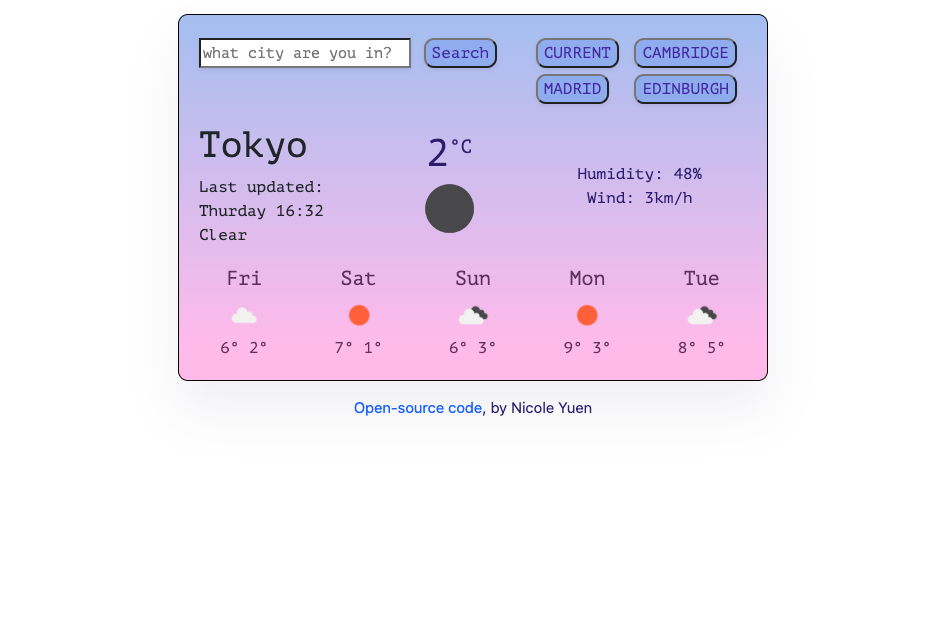 what city are you in? Search CURRENT CAMBRIDGE
MADRID EDINBURGH
Tokyo
2°C
Last updated:
Thurday 16:32
Clear
Humidity: 48%
Wind: 3km/h
Fri Sat Sun Mon Tue
6° 2° 7° 1° 6° 3° 9° 3° 8° 5°
Open-source code, by Nicole Yuen